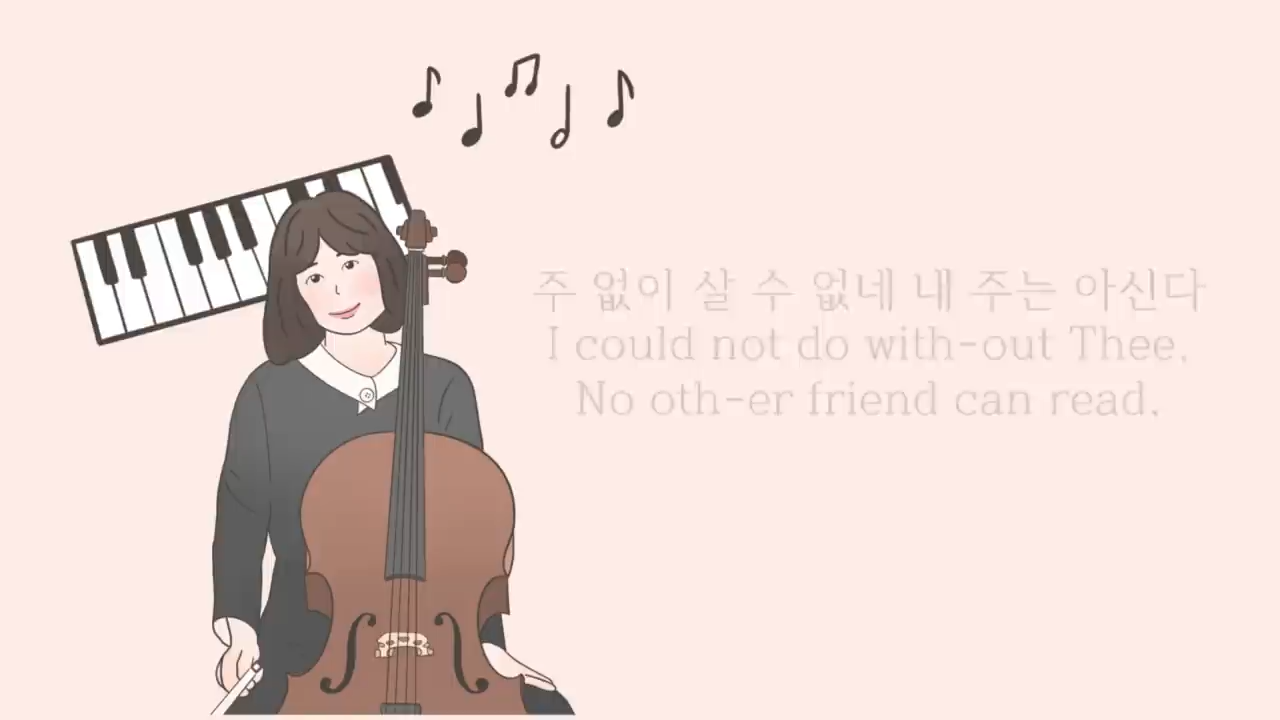 주 없이 살 수 없네 내 주는 아신다
I could not do with-out Thee,
No oth-er friend can read,